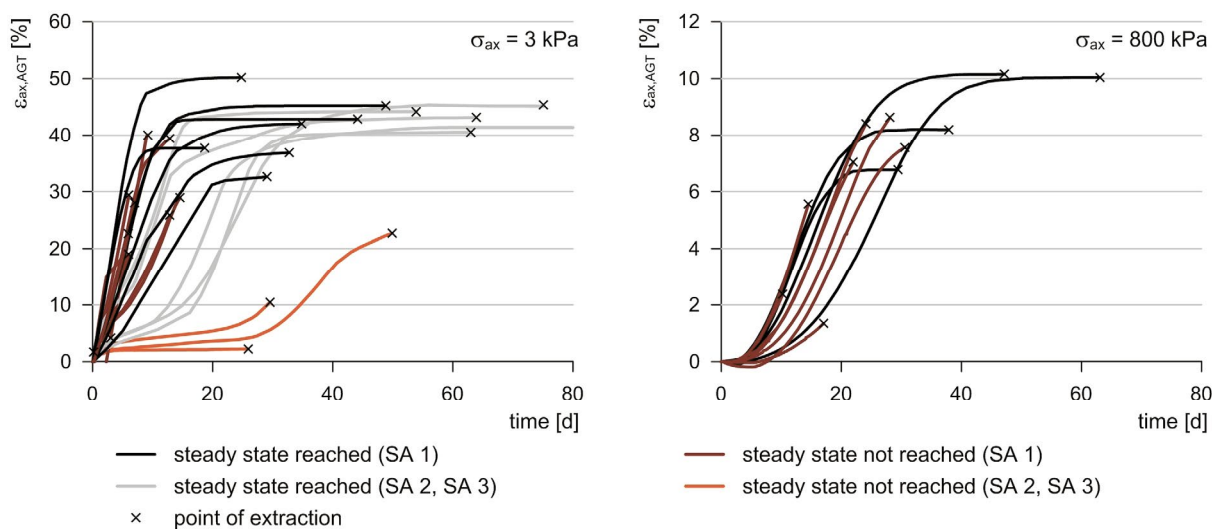 60
50
40
30
20
10
0
εax,AGT [%]
σax = 3 kPa
0 20 40 60 80
time [d]
12
10
8
6
4
2
0
εax,AGT [%]
σax = 800 kPa
0 20 40 60 80
time [d]
steady state reached (SA 1)
steady state reached (SA 2, SA 3)
× point of extraction
steady state not reached (SA 1)
steady state not reached (SA 2, SA 3)